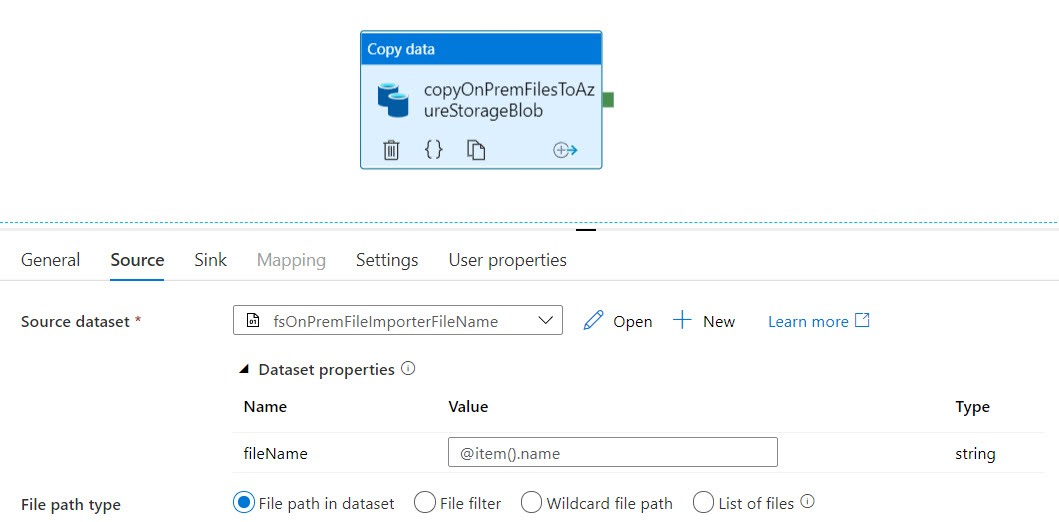 Copy data
copyOnPremFilesToAz
ureStorageBlob
{}
General Source Sink Mapping Settings User properties
Source dataset * fsOnPremFileImporterFileName Open New Learn more
Dataset properties
Name Value Type
fileName @item().name string
File path type File path in dataset File filter Wildcard file path List of files